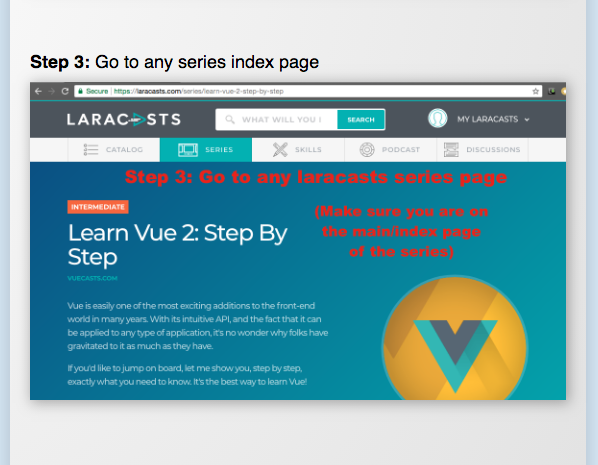 Step 3: Go to any series index page
Secure https://laracasts.com/series/learn-vue-2-step-by-step
LARACASTS
WHAT WILL YOU l
SEARCH
MY LARACASTS
CATALOG
SERIES
SKILLS
PODCAST
DISCUSSIONS
Step 3: Go to any laracasts series page
INTERMEDIATE
(Make sure you are on
the main/index page
of the series)
Learn Vue 2: Step By
Step
VUECASTS.COM
Vue is easily one of the most exciting additions to the front-end
world in many years. With its intuitive API, and the fact that it can
be applied to any type of application, it's no wonder why folks have
gravitated to it as much as they have.
If you'd like to jump on board, let me show you, step by step,
exactly what you need to know. It's the best way to learn Vue!